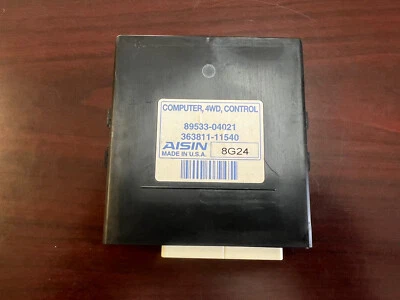 COMPUTER, 4WD, CONTROL
89533-04021
363811-11540
AISIN
MADE IN U.S.A. 8G24